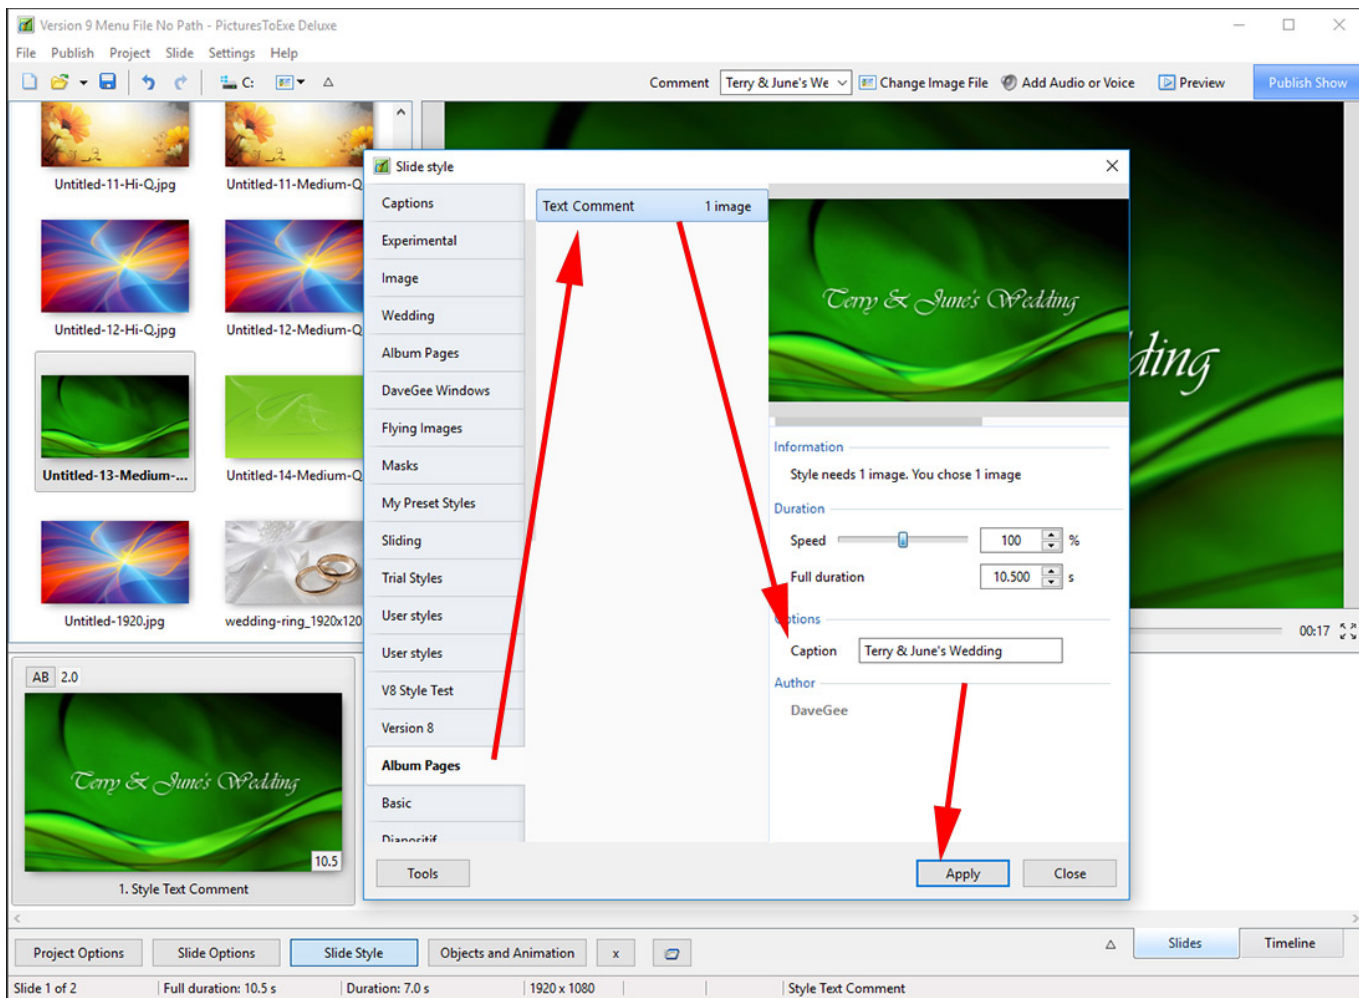 Version 9 Menu File No Path - PicturesToExe Deluxe
File Publish Project Slide Settings Help
C:
Comment Terry & June's We Change Image File Add Audio or Voice Preview Publish Show
Untitled-11-Hi-Q.jpg Untitled-11-Medium-Q
Untitled-12-Hi-Q.jpg Untitled-12-Medium-Q
Untitled-13-Medium-... Untitled-14-Medium-Q
Untitled-1920.jpg wedding-ring_1920x120
Slide style
Captions
Experimental
Image
Wedding
Album Pages
DaveGee Windows
Flying Images
Masks
My Preset Styles
Sliding
Trial Styles
User styles
User styles
V8 Style Test
Version 8
Album Pages
Basic
Diapositif
Text Comment 1 image
Terry & June's Wedding
Information
Style needs 1 image. You chose 1 image
Duration
Speed 100 %
Full duration 10.500 s
Options
Caption Terry & June's Wedding
Author
DaveGee
Tools Apply Close
dding
00:17
AB 2.0
Terry & June's Wedding
10.5
1. Style Text Comment
Project Options Slide Options Slide Style Objects and Animation x Slides Timeline
Slide 1 of 2 Full duration: 10.5 s Duration: 7.0 s 1920 x 1080 Style Text Comment